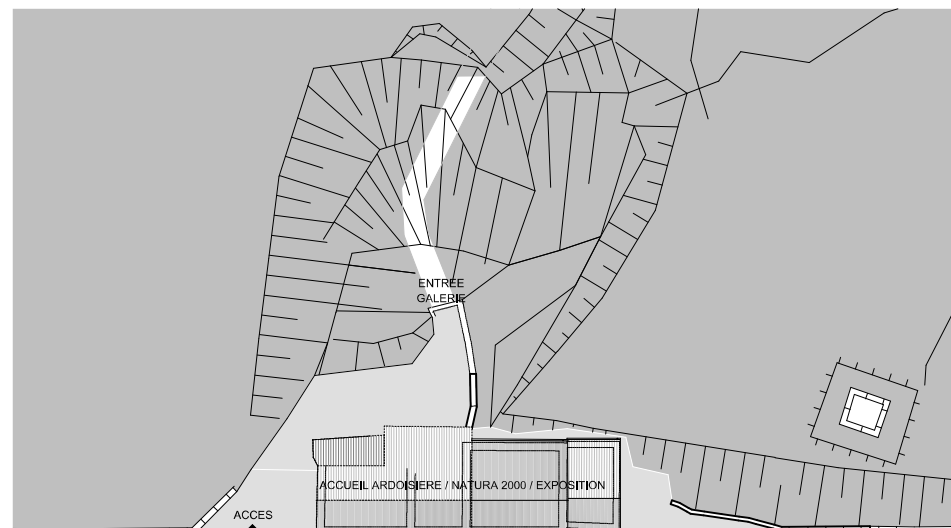 ENTREE
GALERIE
ACCUEIL ARDOISIERE / NATURA 2000 / EXPOSITION
ACCES